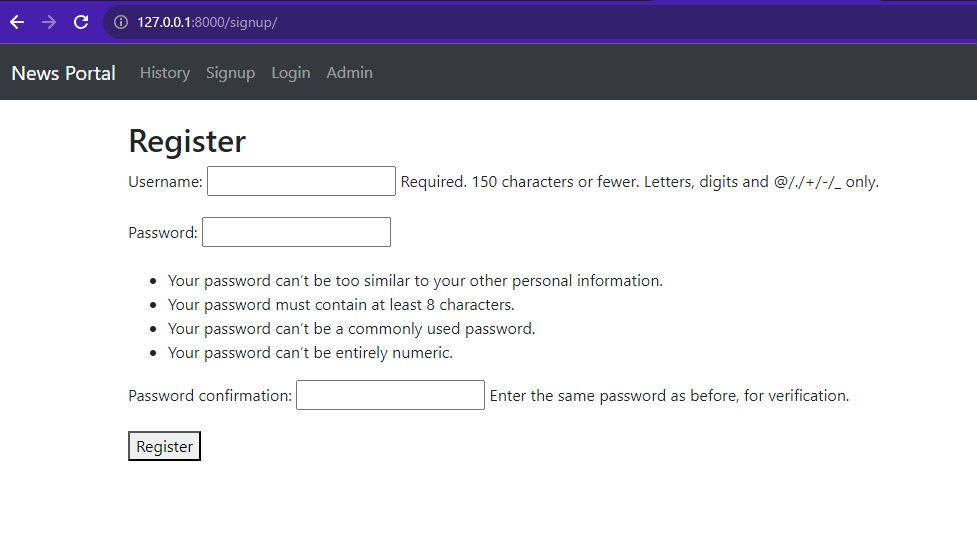 127.0.0.1:8000/signup/
News Portal History Signup Login Admin
Register
Username: Required. 150 characters or fewer. Letters, digits and @/./+/-/_ only.
Password:
Your password can't be too similar to your other personal information.
Your password must contain at least 8 characters.
Your password can't be a commonly used password.
Your password can't be entirely numeric.
Password confirmation: Enter the same password as before, for verification.
Register